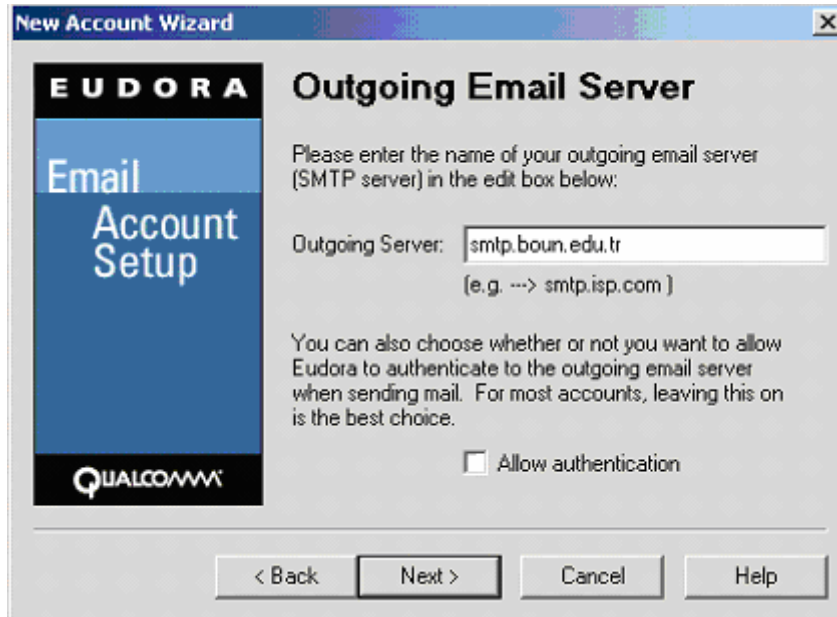 New Account Wizard
EUDORA
Email
Account
Setup
QUALCOMM
Outgoing Email Server
Please enter the name of your outgoing email server
(SMTP server) in the edit box below:
Outgoing Server: smtp.boun.edu.tr
(e.g. ---> smtp.isp.com )
You can also choose whether or not you want to allow
Eudora to authenticate to the outgoing email server
when sending mail. For most accounts, leaving this on
is the best choice.
Allow authentication
< Back Next > Cancel Help